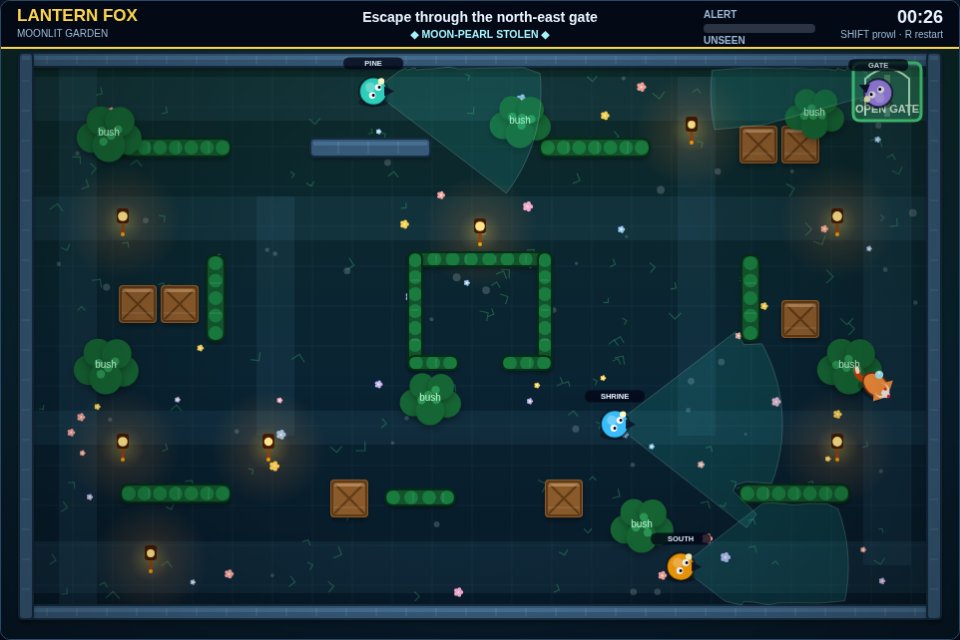 LANTERN FOX
MOONLIT GARDEN
Escape through the north-east gate
◆ MOON-PEARL STOLEN ◆
ALERT
UNSEEN
00:26
SHIFT prowl · R restart
PINE
GATE
OPEN GATE
bush
bush
bush
bush
bush
bush
SHRINE
bush
SOUTH